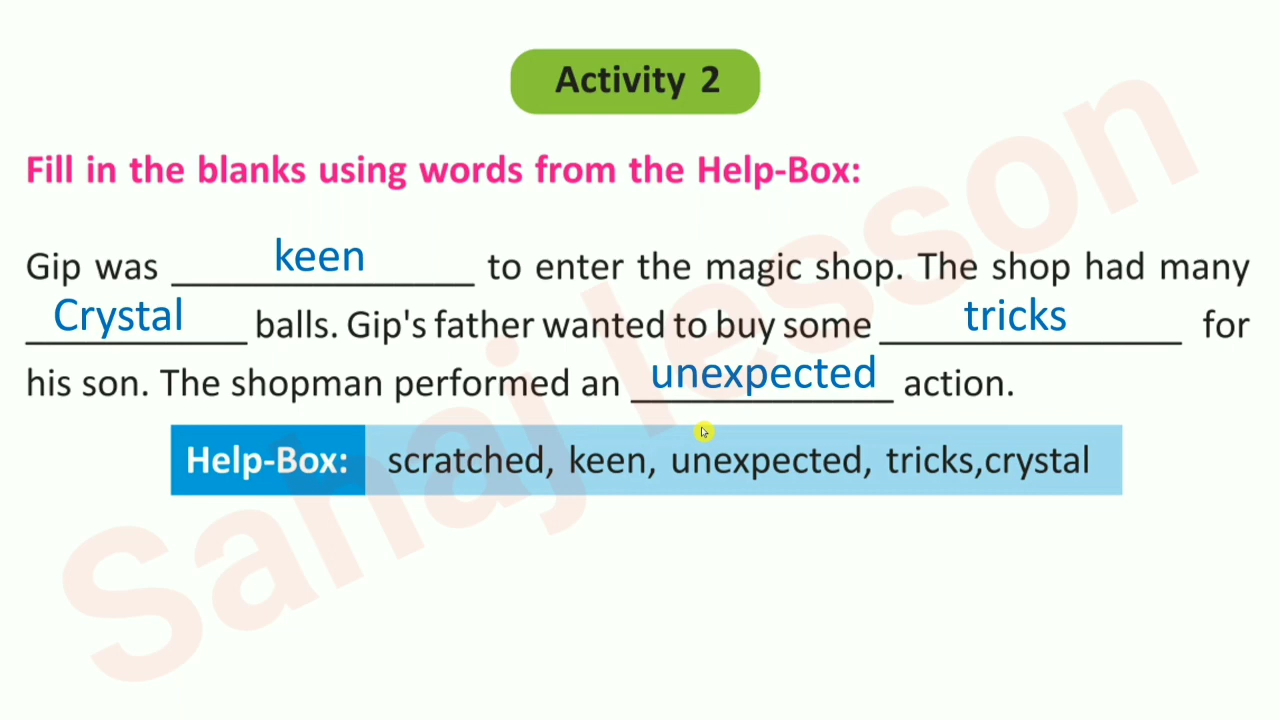 Activity 2
Fill in the blanks using words from the Help-Box:
Gip was keen to enter the magic shop. The shop had many
Crystal balls. Gip's father wanted to buy some tricks for
his son. The shopman performed an unexpected action.
Help-Box: scratched, keen, unexpected, tricks,crystal
Sahaj lesson